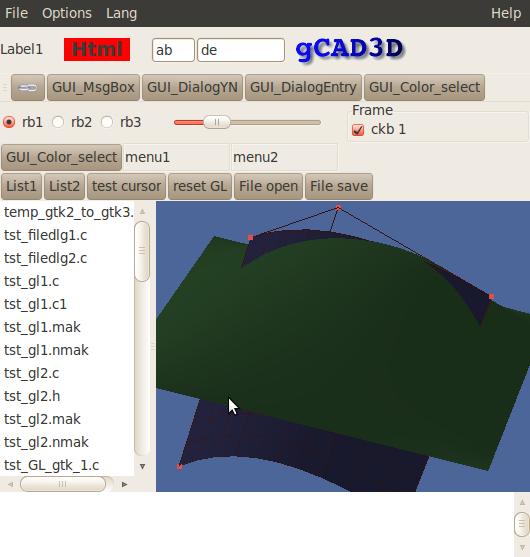 File Options Lang Help
Label1 Html ab de gCAD3D
GUI_MsgBox GUI_DialogYN GUI_DialogEntry GUI_Color_select
Frame
rb1 rb2 rb3 ckb 1
GUI_Color_select menu1 menu2
List1 List2 test cursor reset GL File open File save
temp_gtk2_to_gtk3.
tst_filedlg1.c
tst_filedlg2.c
tst_gl1.c
tst_gl1.c1
tst_gl1.mak
tst_gl1.nmak
tst_gl2.c
tst_gl2.h
tst_gl2.mak
tst_gl2.nmak
tst_GL_gtk_1.c